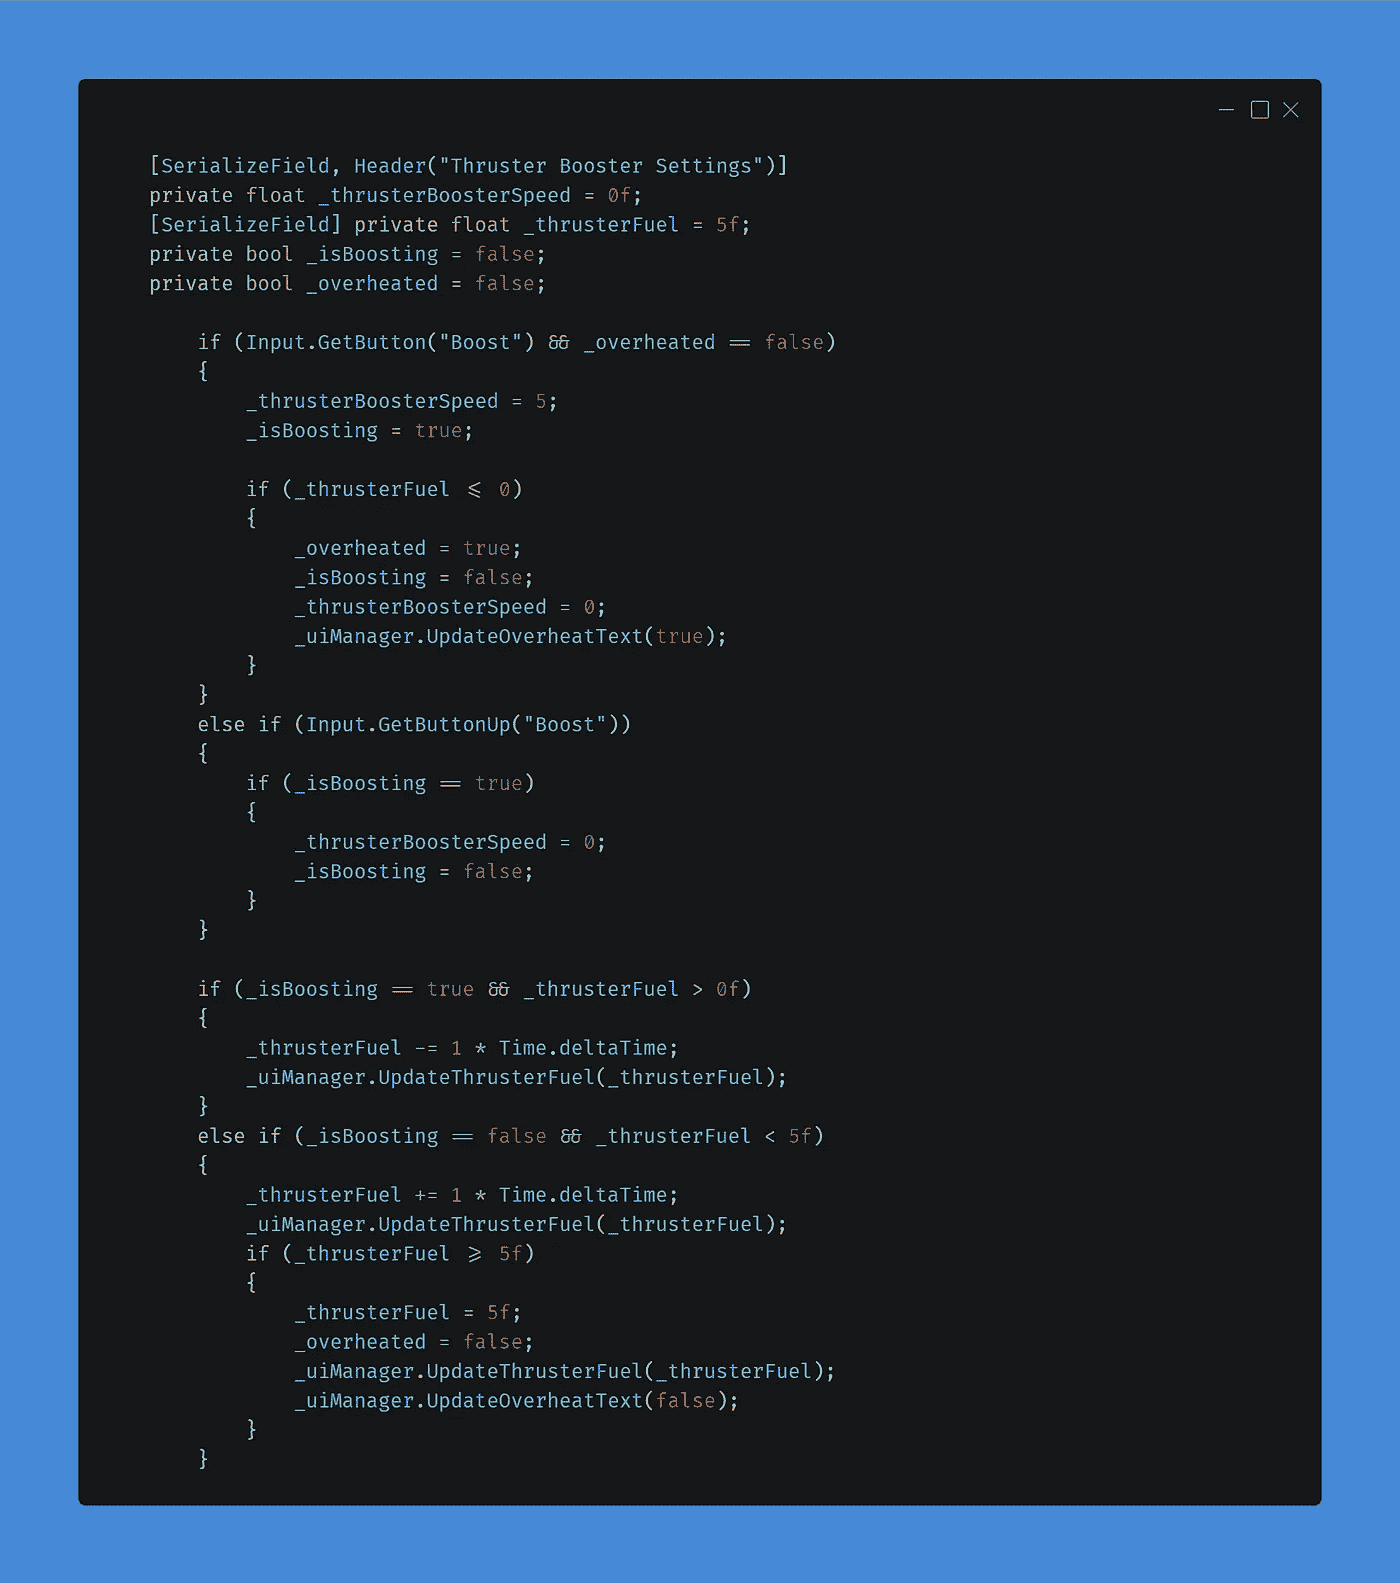 [SerializeField, Header("Thruster Booster Settings")]
private float _thrusterBoosterSpeed = 0f;
[SerializeField] private float _thrusterFuel = 5f;
private bool _isBoosting = false;
private bool _overheated = false;

    if (Input.GetButton("Boost") && _overheated == false)
    {
        _thrusterBoosterSpeed = 5;
        _isBoosting = true;

        if (_thrusterFuel <= 0)
        {
            _overheated = true;
            _isBoosting = false;
            _thrusterBoosterSpeed = 0;
            _uiManager.UpdateOverheatText(true);
        }
    }
    else if (Input.GetButtonUp("Boost"))
    {
        if (_isBoosting == true)
        {
            _thrusterBoosterSpeed = 0;
            _isBoosting = false;
        }
    }

    if (_isBoosting == true && _thrusterFuel > 0f)
    {
        _thrusterFuel -= 1 * Time.deltaTime;
        _uiManager.UpdateThrusterFuel(_thrusterFuel);
    }
    else if (_isBoosting == false && _thrusterFuel < 5f)
    {
        _thrusterFuel += 1 * Time.deltaTime;
        _uiManager.UpdateThrusterFuel(_thrusterFuel);
        if (_thrusterFuel >= 5f)
        {
            _thrusterFuel = 5f;
            _overheated = false;
            _uiManager.UpdateThrusterFuel(_thrusterFuel);
            _uiManager.UpdateOverheatText(false);
        }
    }